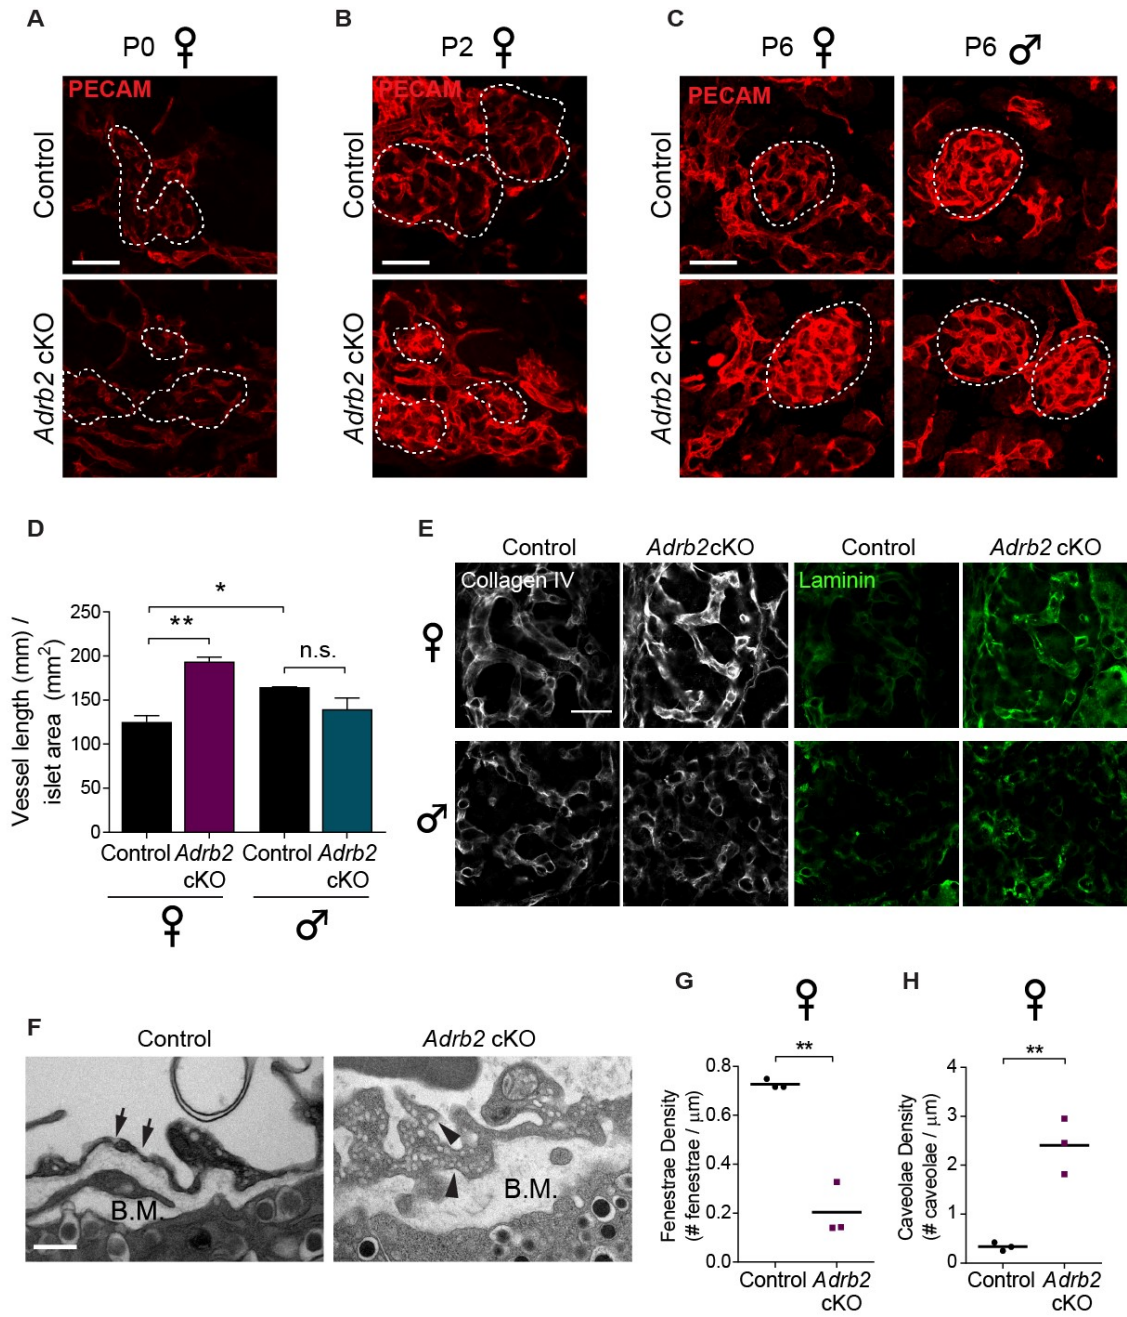 A
B
C
P0 ♀
P2 ♀
P6 ♀
P6 ♂
PECAM
PECAM
PECAM
Control
Control
Control
Adrb2 cKO
Adrb2 cKO
Adrb2 cKO
D
Vessel length (mm) /
islet area (mm²)
250
200
150
100
50
0
*
**
n.s.
Control Adrb2 Control Adrb2
cKO cKO
♀ ♂
E
Control Adrb2cKO Control Adrb2 cKO
Collagen IV
Laminin
♀
♂
F
Control
Adrb2 cKO
B.M.
B.M.
G
♀
**
Fenestrae Density
(# fenestrae / μm)
0.8
0.6
0.4
0.2
0.0
Control Adrb2
cKO
H
♀
**
Caveolae Density
(# caveolae / μm)
4
3
2
1
0
Control Adrb2
cKO